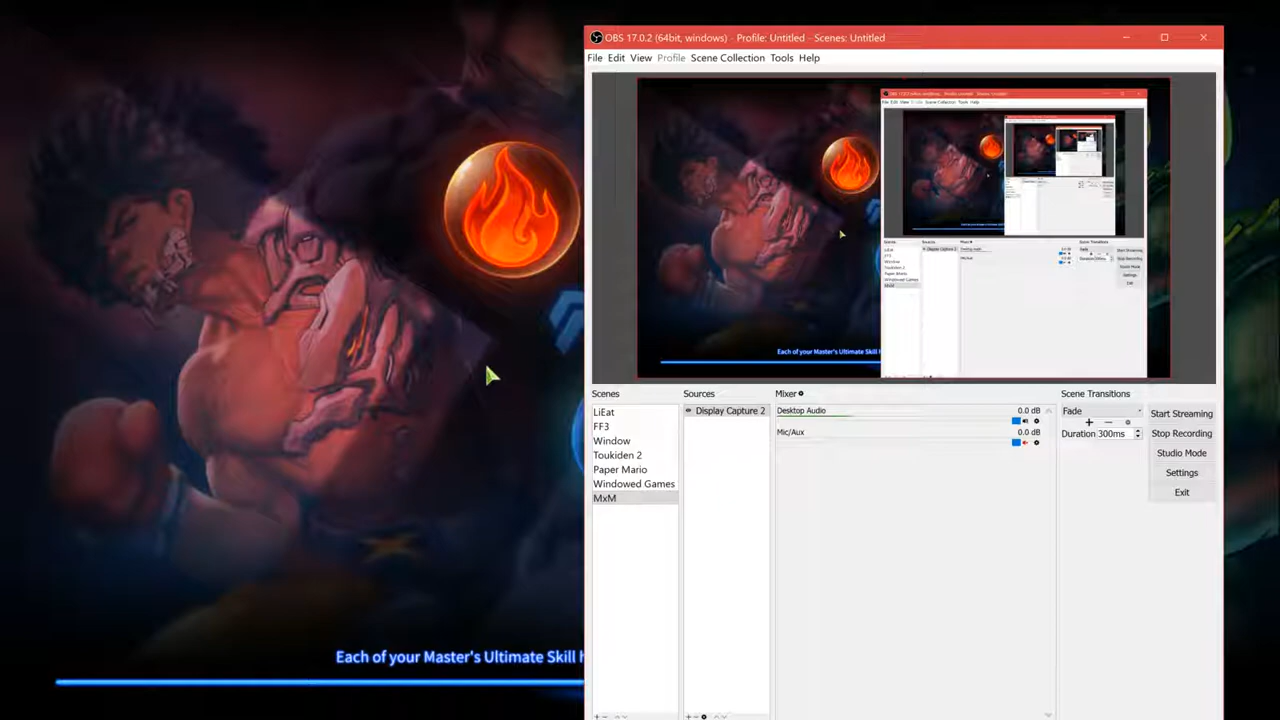 OBS 17.0.2 (64bit, windows) - Profile: Untitled - Scenes: Untitled
File Edit View Profile Scene Collection Tools Help
Each of your Master's Ultimate Skill
Scenes
LiEat
FF3
Window
Toukiden 2
Paper Mario
Windowed Games
MxM
Sources
Display Capture 2
Mixer
Desktop Audio 0.0 dB
Mic/Aux 0.0 dB
Scene Transitions
Fade
Duration 300ms
Start Streaming
Stop Recording
Studio Mode
Settings
Exit
Each of your Master's Ultimate Skill h